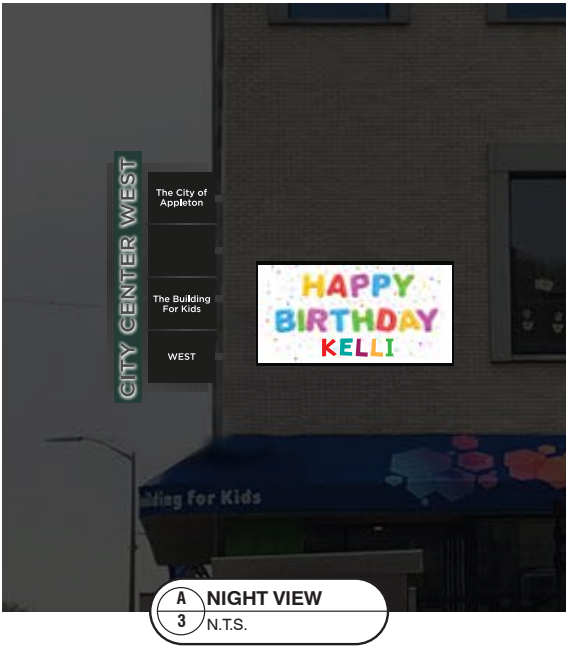 CITY CENTER WEST
The City of
Appleton
The Building
For Kids
WEST
HAPPY
BIRTHDAY
KELLI
ilding For Kids
A
3
NIGHT VIEW
N.T.S.